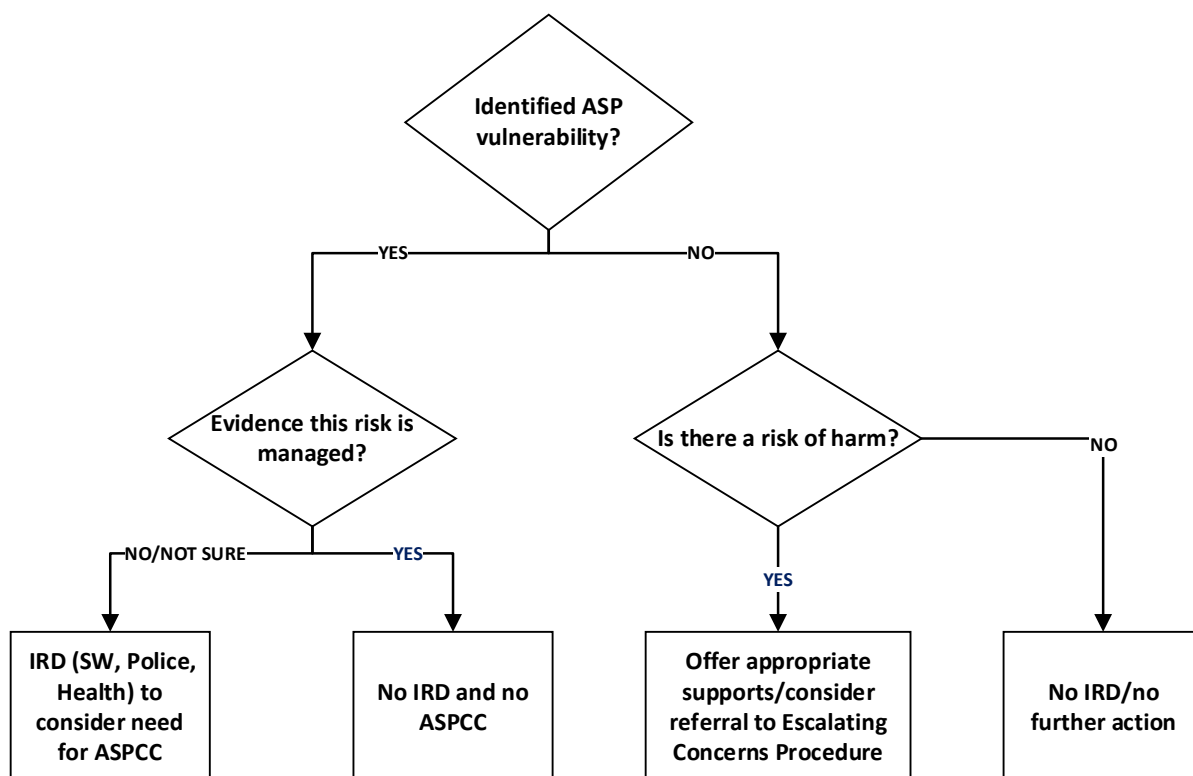 Identified ASP
vulnerability?
YES
NO
Evidence this risk is
managed?
Is there a risk of harm?
NO
NO/NOT SURE
YES
YES
IRD (SW, Police,
Health) to
consider need
for ASPCC
No IRD and no
ASPCC
Offer appropriate
supports/consider
referral to Escalating
Concerns Procedure
No IRD/no
further action